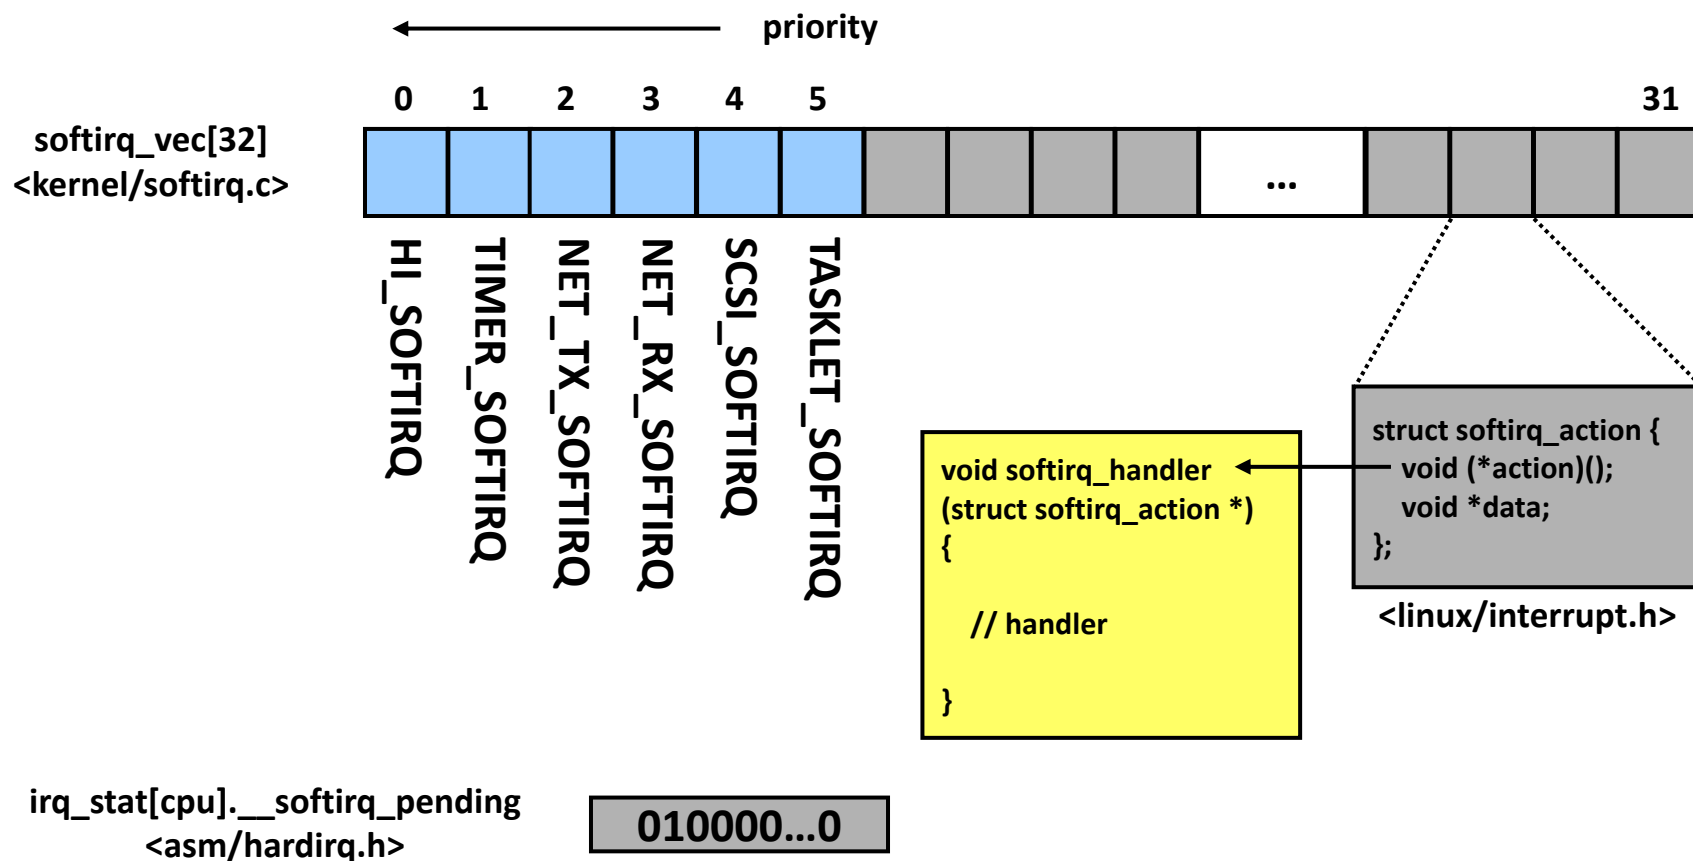 priority
0 1 2 3 4 5 31
softirq_vec[32]
<kernel/softirq.c>
...
HI_SOFTIRQ
TIMER_SOFTIRQ
NET_TX_SOFTIRQ
NET_RX_SOFTIRQ
SCSI_SOFTIRQ
TASKLET_SOFTIRQ
void softirq_handler
(struct softirq_action *)
{
// handler
}
struct softirq_action {
void (*action)();
void *data;
};
<linux/interrupt.h>
irq_stat[cpu].__softirq_pending
<asm/hardirq.h>
010000...0